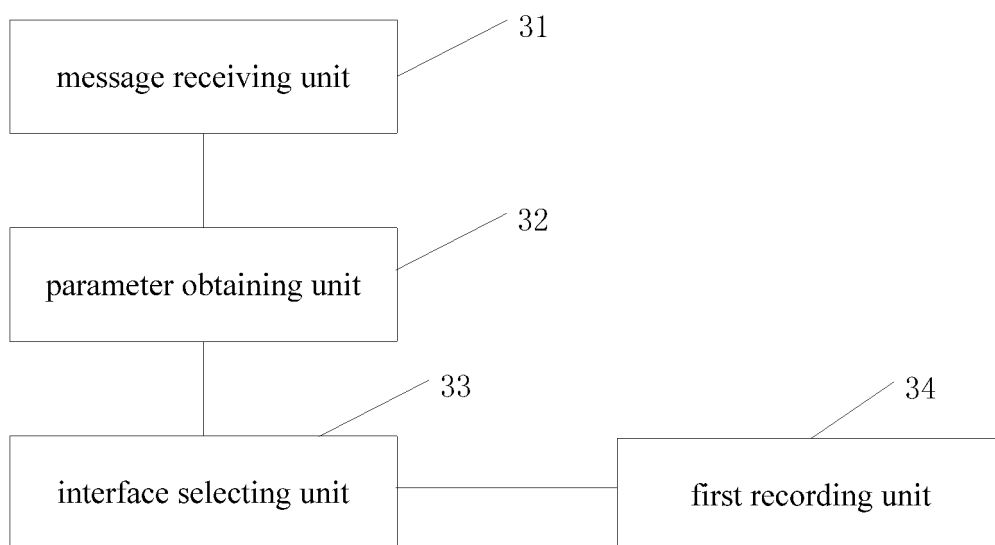 31
message receiving unit
32
parameter obtaining unit
33
34
interface selecting unit
first recording unit